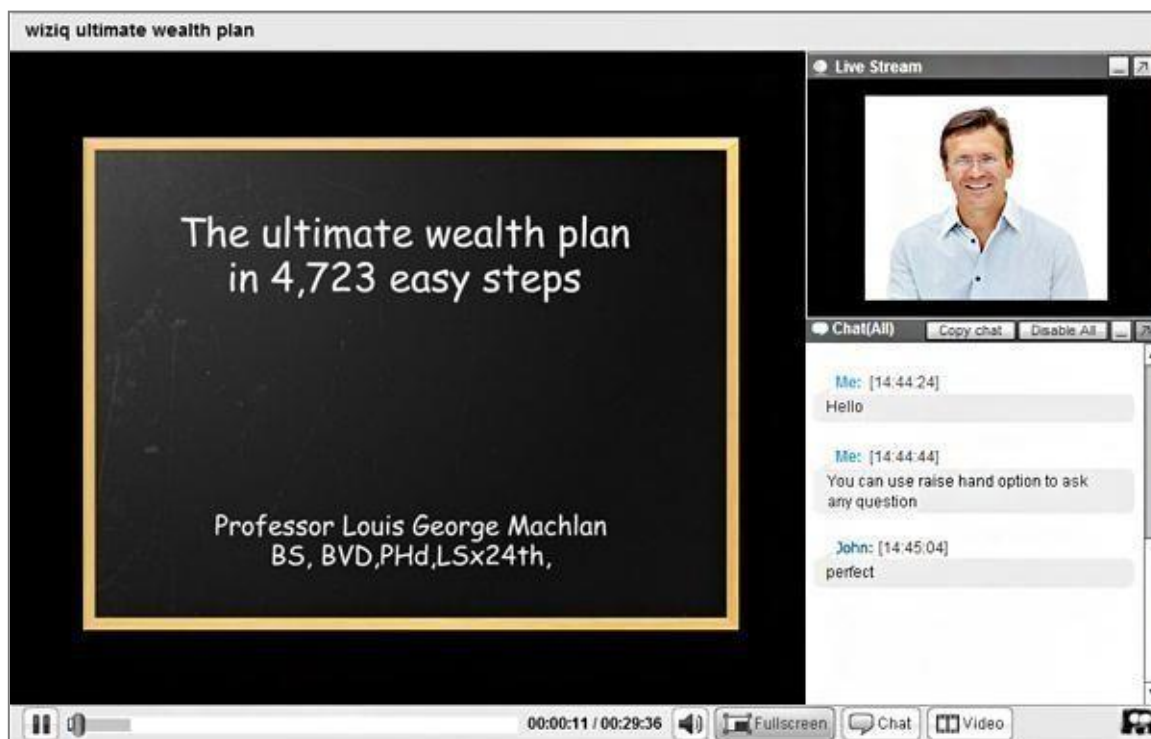 wiziq ultimate wealth plan
Live Stream
The ultimate wealth plan
in 4,723 easy steps
Professor Louis George Machlan
BS, BVD,PHd,LSx24th,
Chat(All) Copy chat Disable All
Me: [14:44:24]
Hello
Me: [14:44:44]
You can use raise hand option to ask
any question
John: [14:45:04]
perfect
00:00:11 / 00:29:36 Fullscreen Chat Video